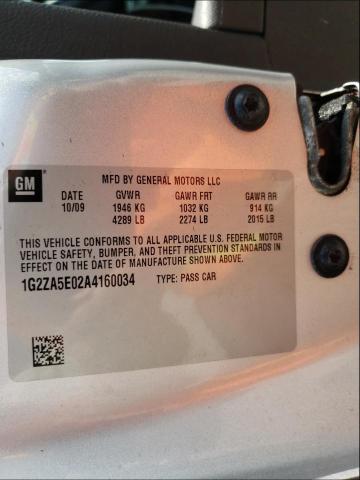 GM
MFD BY GENERAL MOTORS LLC
DATE GVWR GAWR FRT GAWR RR
10/09 1946 KG 1032 KG 914 KG
4289 LB 2274 LB 2015 LB
THIS VEHICLE CONFORMS TO ALL APPLICABLE U.S. FEDERAL MOTOR
VEHICLE SAFETY, BUMPER, AND THEFT PREVENTION STANDARDS IN
EFFECT ON THE DATE OF MANUFACTURE SHOWN ABOVE.
1G2ZA5E02A4160034 TYPE: PASS CAR